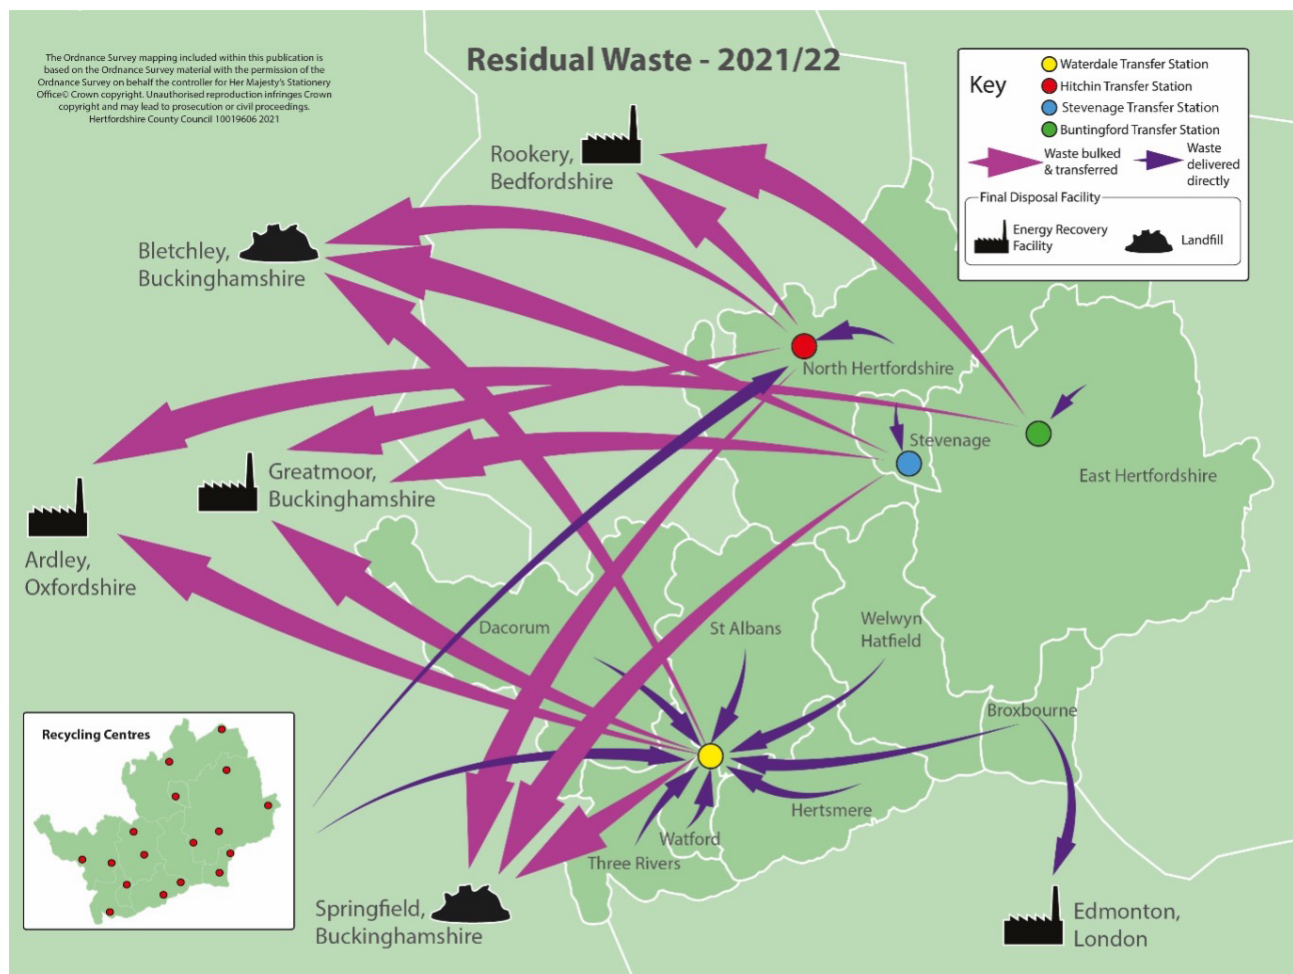 The Ordnance Survey mapping included within this publication is
based on the Ordnance Survey material with the permission of the
Ordnance Survey on behalf the controller for Her Majesty's Stationery
Office© Crown copyright. Unauthorised reproduction infringes Crown
copyright and may lead to prosecution or civil proceedings.
Hertfordshire County Council 10019606 2021
Residual Waste - 2021/22
Key
Waterdale Transfer Station
Hitchin Transfer Station
Stevenage Transfer Station
Buntingford Transfer Station
Waste bulked
& transferred
Waste
delivered
directly
Final Disposal Facility
Energy Recovery
Facility
Landfill
Rookery,
Bedfordshire
Bletchley,
Buckinghamshire
North Hertfordshire
Stevenage
East Hertfordshire
Greatmoor,
Buckinghamshire
Ardley,
Oxfordshire
Dacorum
St Albans
Welwyn
Hatfield
Broxbourne
Hertsmere
Watford
Three Rivers
Recycling Centres
Springfield,
Buckinghamshire
Edmonton,
London